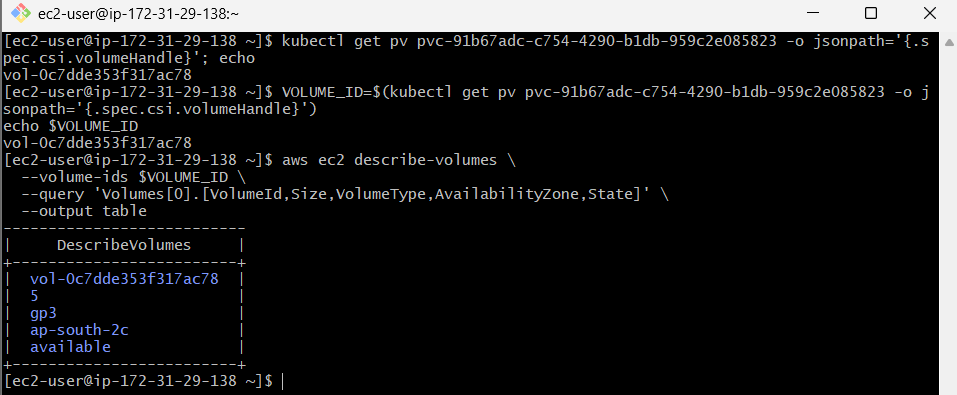 ec2-user@ip-172-31-29-138:~
[ec2-user@ip-172-31-29-138 ~]$ kubectl get pv pvc-91b67adc-c754-4290-b1db-959c2e085823 -o jsonpath='{.s
pec.csi.volumeHandle}'; echo
vol-0c7dde353f317ac78
[ec2-user@ip-172-31-29-138 ~]$ VOLUME_ID=$(kubectl get pv pvc-91b67adc-c754-4290-b1db-959c2e085823 -o j
sonpath='{.spec.csi.volumeHandle}')
echo $VOLUME_ID
vol-0c7dde353f317ac78
[ec2-user@ip-172-31-29-138 ~]$ aws ec2 describe-volumes \
  --volume-ids $VOLUME_ID \
  --query 'Volumes[0].[VolumeId,Size,VolumeType,AvailabilityZone,State]' \
  --output table
---------------------------
|     DescribeVolumes     |
+-------------------------+
|  vol-0c7dde353f317ac78  |
|  5                      |
|  gp3                    |
|  ap-south-2c            |
|  available              |
+-------------------------+
[ec2-user@ip-172-31-29-138 ~]$